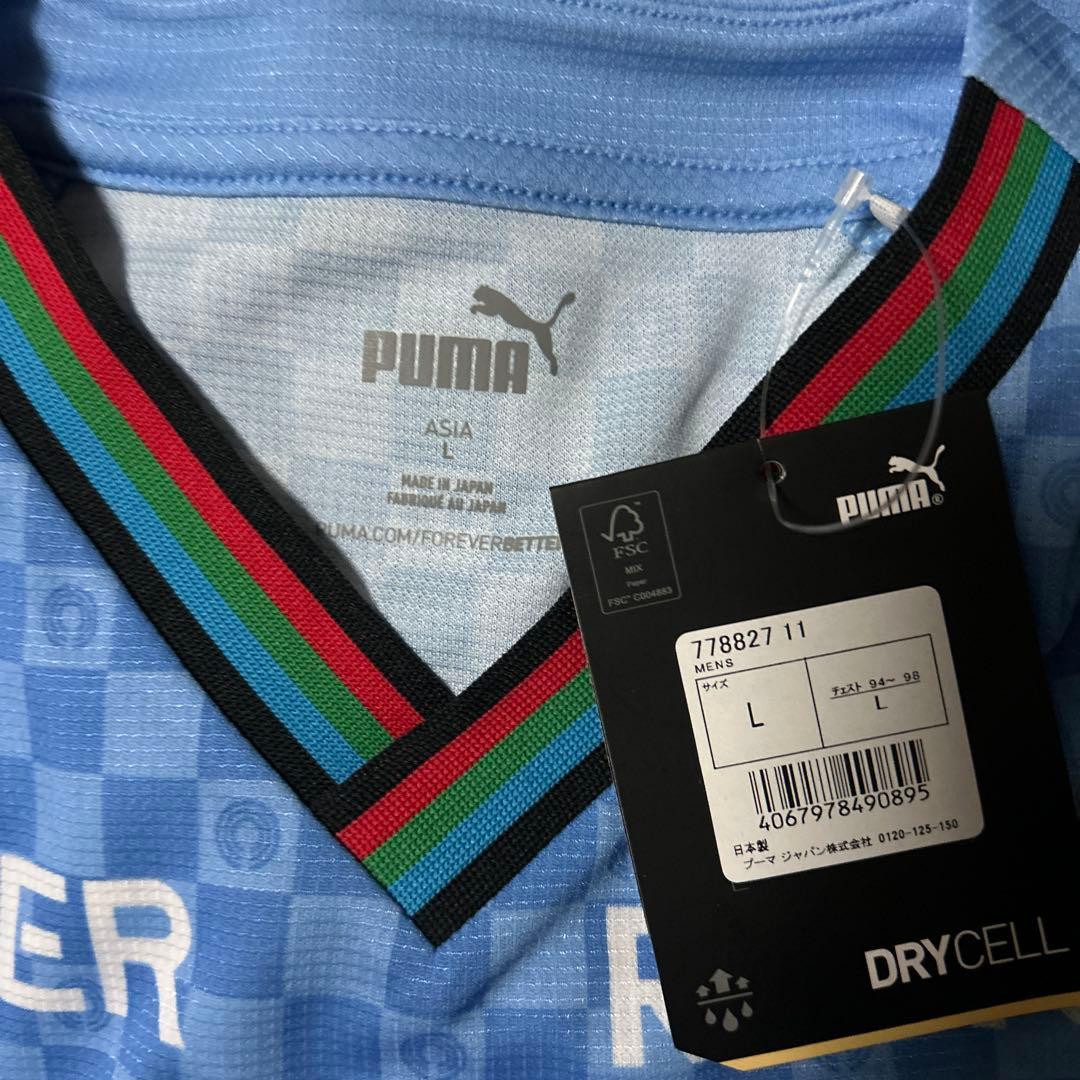 PUMA
ASIA
L
MADE IN JAPAN
FABRIQUÉ AU JAPAN
PUMA.COM/FOREVERBETTER
PUMA®
FSC
MIX
Paper
FSC™ C004883
778827 11
MENS
サイズ
L
チェスト 94～ 98
L
4067978490895
日本製
プーマ ジャパン株式会社 0120-125-150
DRYCELL
ER